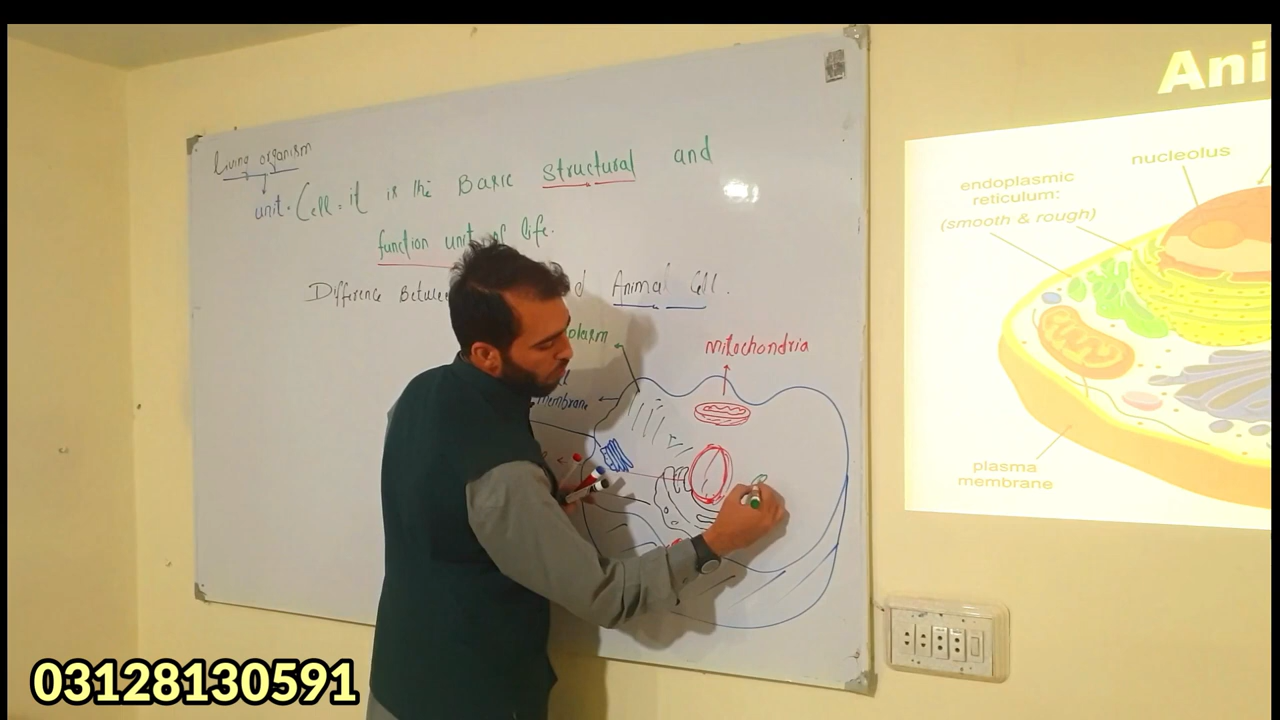 Living organism
unit. Cell = it is the Basic structural and
function unit of life.
Difference Between d Animal Cell.
plasm
mitochondria
membrane
Ani
nucleolus
endoplasmic
reticulum:
(smooth & rough)
plasma
membrane
03128130591